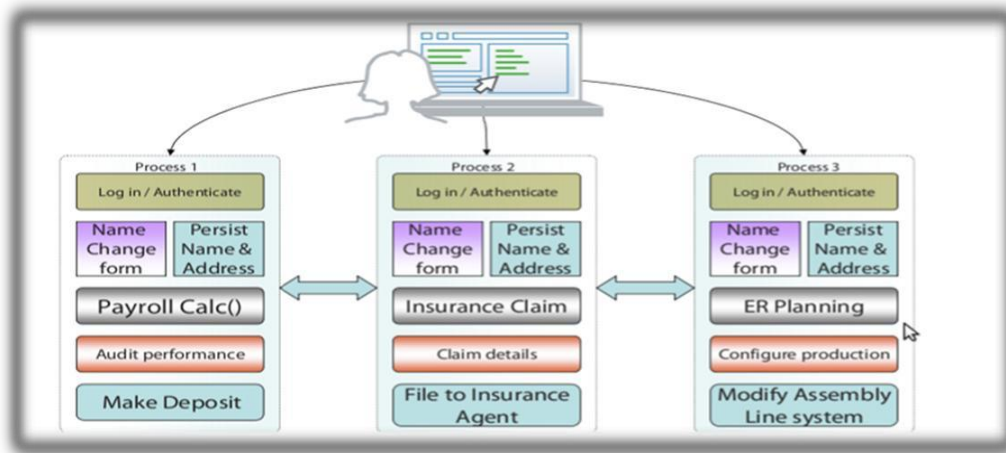 Process 1
Log in / Authenticate
Name
Change
form
Persist
Name &
Address
Payroll Calc()
Audit performance
Make Deposit
Process 2
Log in / Authenticate
Name
Change
form
Persist
Name &
Address
Insurance Claim
Claim details
File to Insurance
Agent
Process 3
Log in / Authenticate
Name
Change
form
Persist
Name &
Address
ER Planning
Configure production
Modify Assembly
Line system